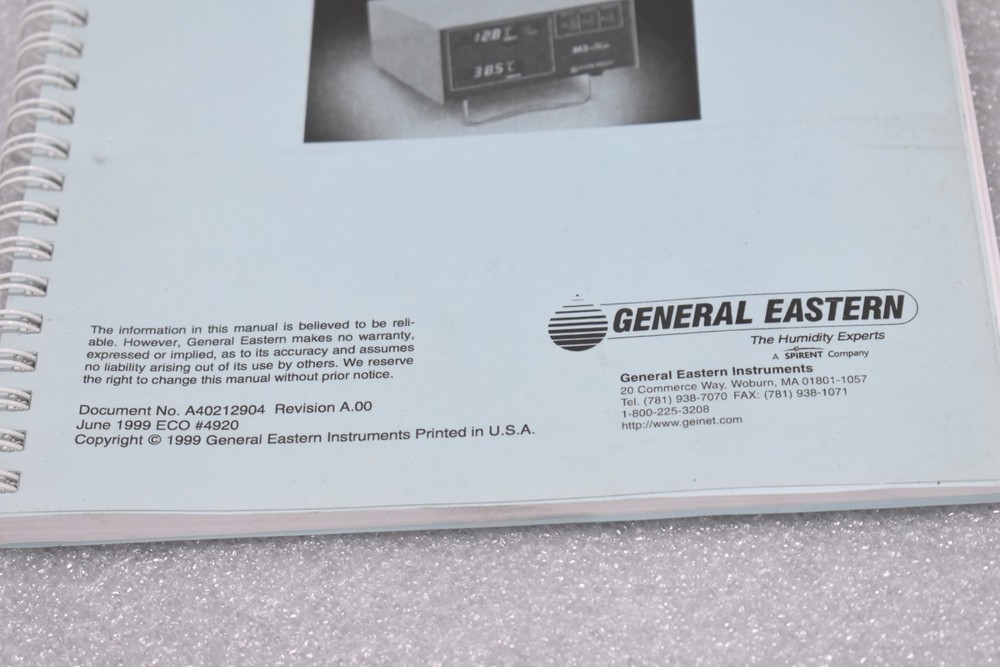 128
38.5°C
The information in this manual is believed to be reli-
able. However, General Eastern makes no warranty,
expressed or implied, as to its accuracy and assumes
no liability arising out of its use by others. We reserve
the right to change this manual without prior notice.
Document No. A40212904 Revision A.00
June 1999 ECO #4920
Copyright © 1999 General Eastern Instruments Printed in U.S.A.
GENERAL EASTERN
The Humidity Experts
A SPIRENT Company
General Eastern Instruments
20 Commerce Way, Woburn, MA 01801-1057
Tel. (781) 938-7070 FAX: (781) 938-1071
1-800-225-3208
http://www.geinet.com